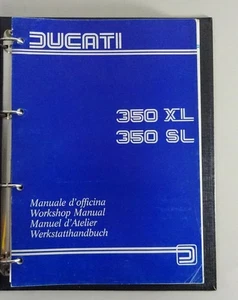 DUCATI
350 XL
350 SL
Manuale d'officina
Workshop Manual
Manuel d'Atelier
Werkstatthandbuch
D